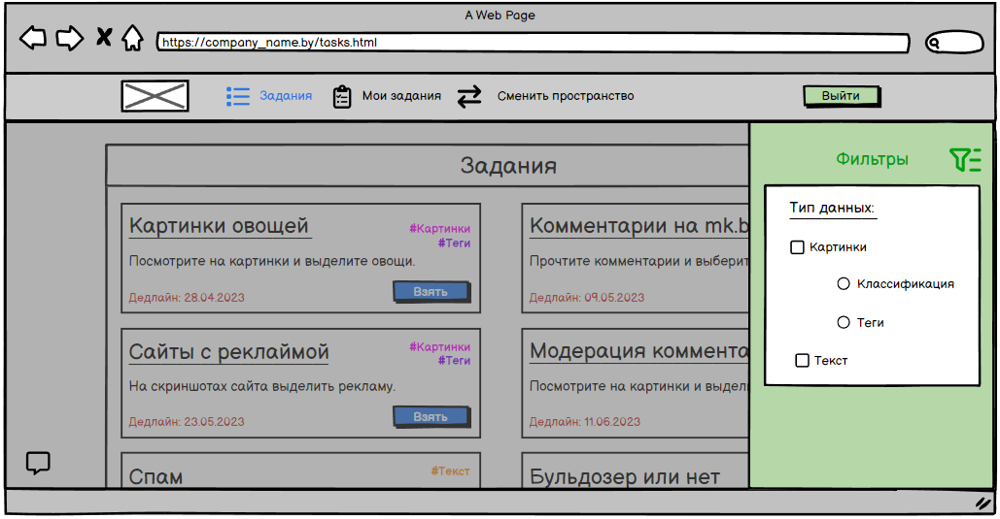 A Web Page
https://company_name.by/tasks.html
Задания
Мои задания
Сменить пространство
Выйти
Задания
Картинки овощей
#Картинки
#Теги
Посмотрите на картинки и выделите овощи.
Дедлайн: 28.04.2023
Взять
Комментарии на mk.b
Прочтите комментарии и выберит
Дедлайн: 09.05.2023
Сайты с реклаймой
#Картинки
#Теги
На скриншотах сайта выделить рекламу.
Дедлайн: 23.05.2023
Взять
Модерация коммента
Посмотрите на картинки и выдел
Дедлайн: 11.06.2023
Спам
#Текст
Бульдозер или нет
Фильтры
Тип данных:
Картинки
Классификация
Теги
Текст